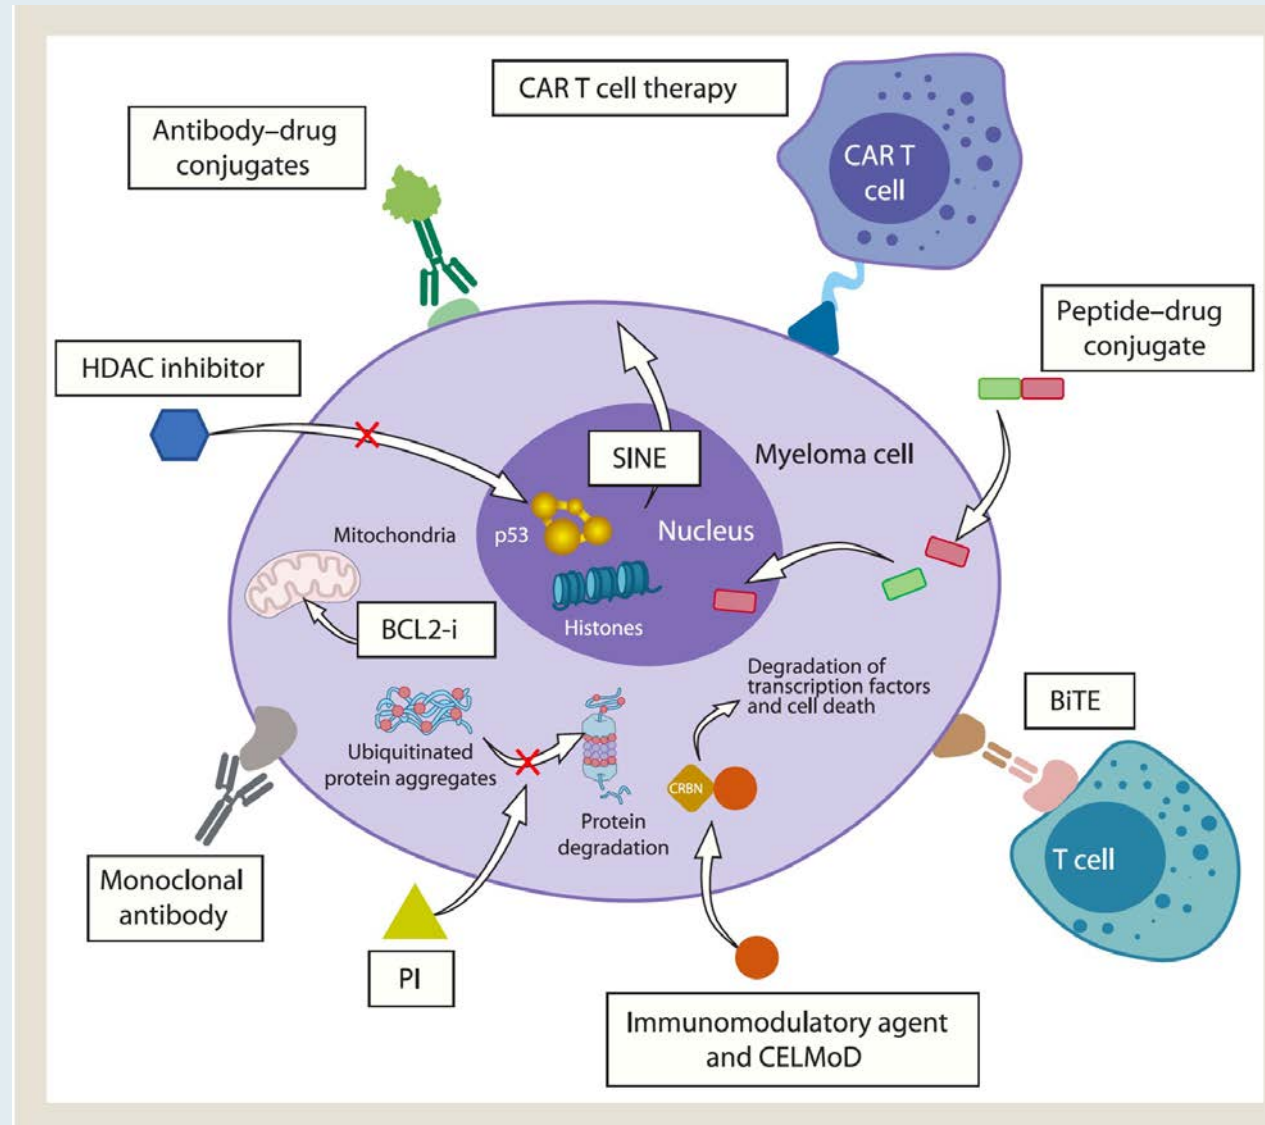 CAR T cell therapy
Antibody–drug
conjugates
CAR T
cell
Peptide–drug
conjugate
HDAC inhibitor
SINE
Myeloma cell
Mitochondria
p53
Nucleus
BCL2-i
Histones
Degradation of
transcription factors
and cell death
BiTE
Ubiquitinated
protein aggregates
CRBN
Protein
degradation
T cell
Monoclonal
antibody
PI
Immunomodulatory agent
and CELMoD